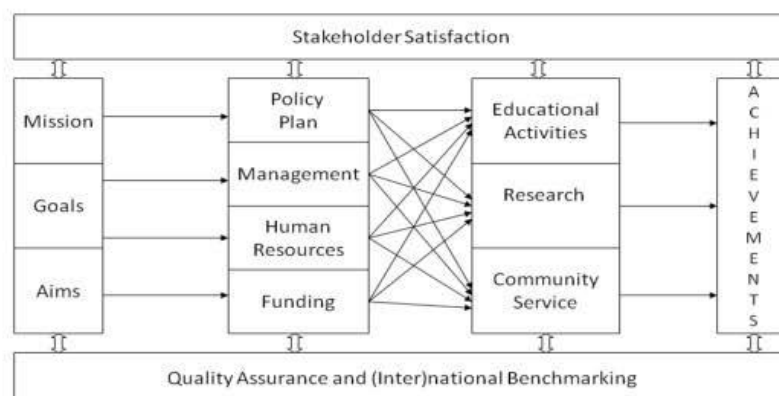 Stakeholder Satisfaction
Mission
Goals
Aims
Policy
Plan
Management
Human
Resources
Funding
Educational
Activities
Research
Community
Service
A
C
H
I
E
V
E
M
E
N
T
S
Quality Assurance and (Inter)national Benchmarking